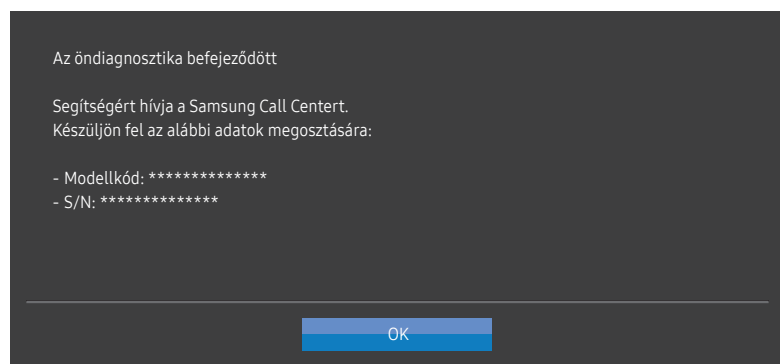 Az öndiagnosztika befejeződött
Segítségért hívja a Samsung Call Centert.
Készüljön fel az alábbi adatok megosztására:
- Modellkód: **************
- S/N: **************
OK